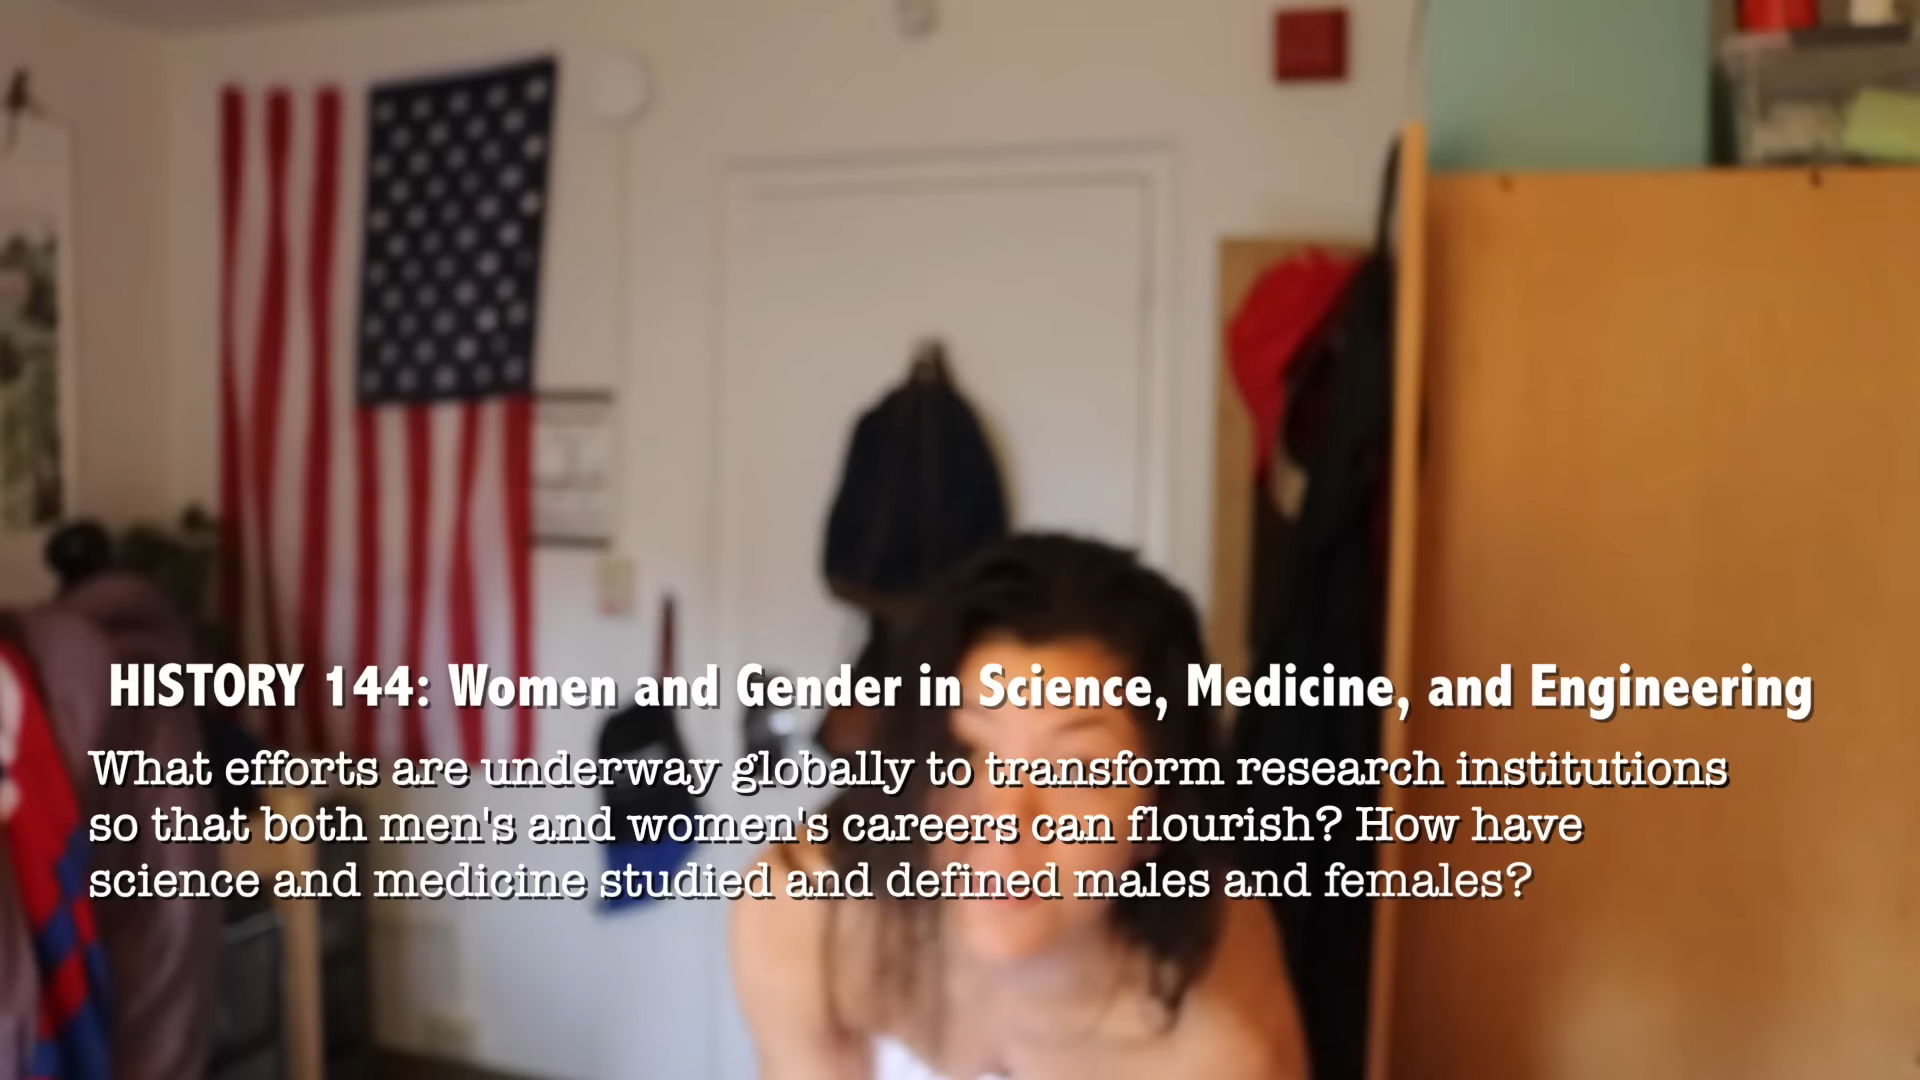 HISTORY 144: Women and Gender in Science, Medicine, and Engineering
What efforts are underway globally to transform research institutions
so that both men's and women's careers can flourish? How have
science and medicine studied and defined males and females?